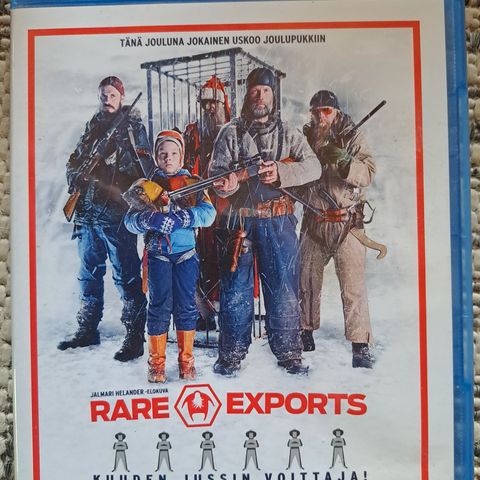 TÄNÄ JOULUNA JOKAINEN USKOO JOULUPUKKIIN
JALMARI HELANDER -ELOKUVA
RARE EXPORTS
KUUDEN JUSSIN VOITTAJA!